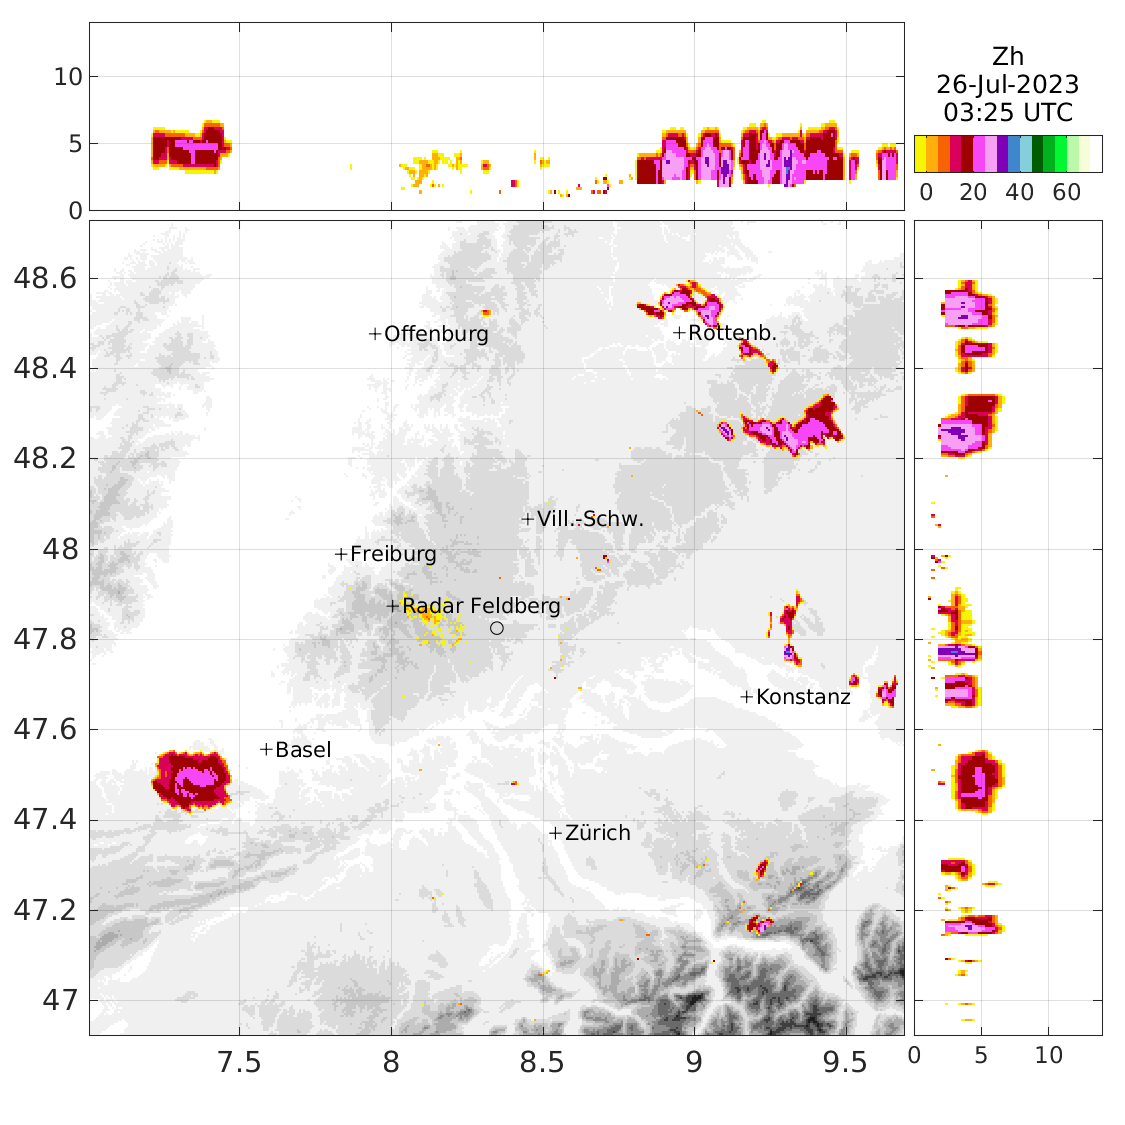 10
5
0
Zh
26-Jul-2023
03:25 UTC
0 20 40 60
48.6
48.4
48.2
48
47.8
47.6
47.4
47.2
47
Offenburg
Rottenb.
Vill.-Schw.
Freiburg
Radar Feldberg
Konstanz
Basel
Zürich
7.5 8 8.5 9 9.5
0 5 10